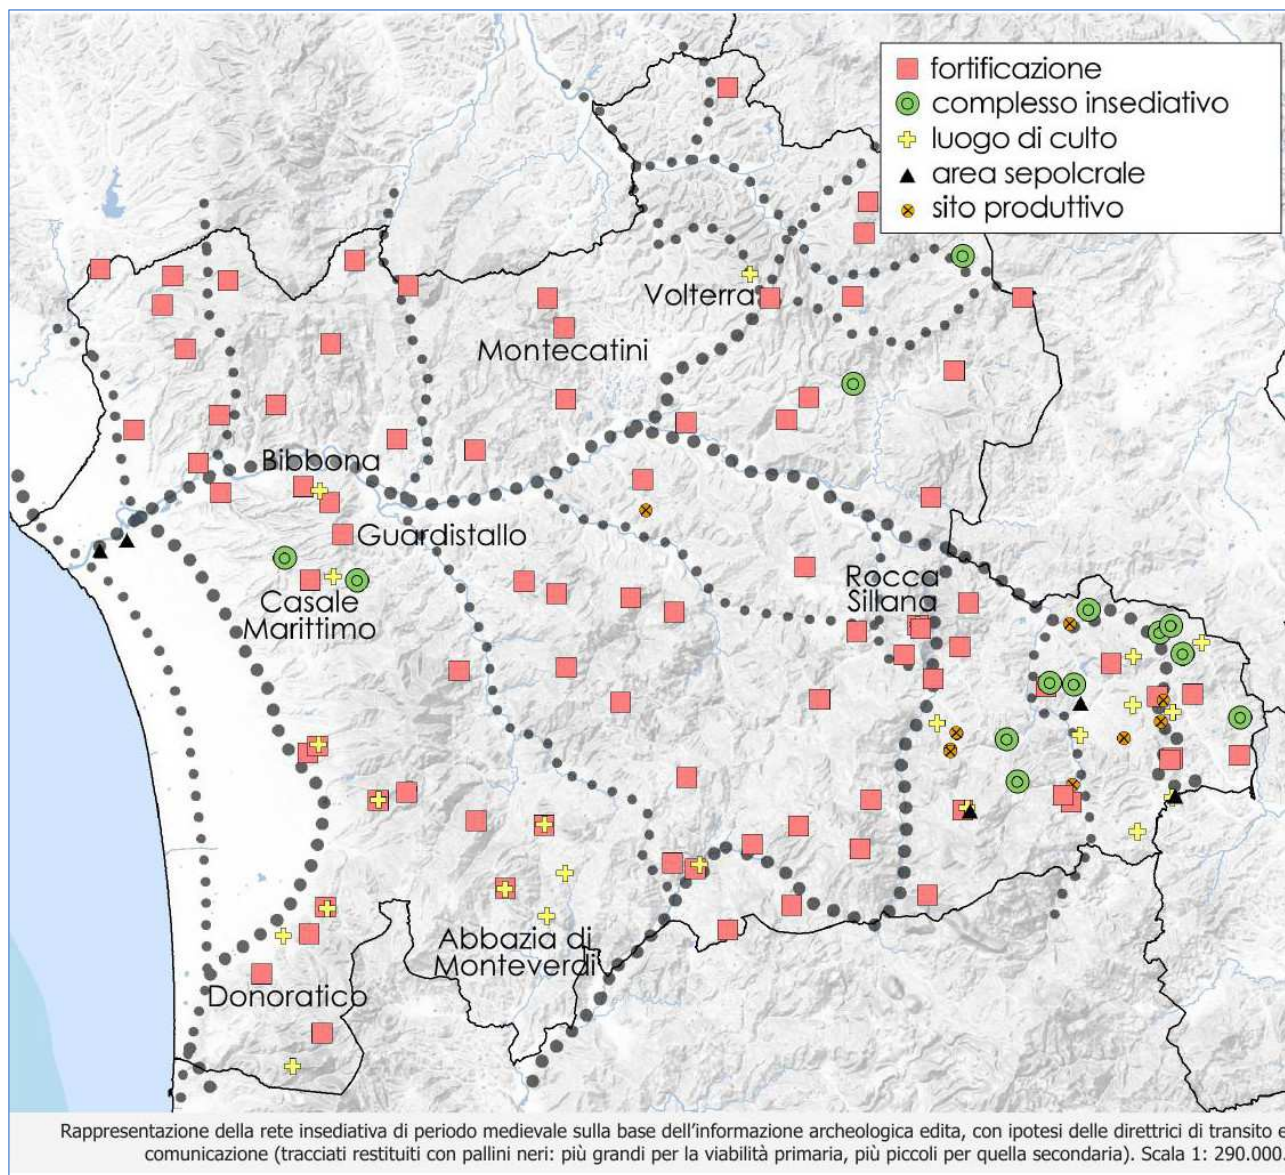 fortificazione
complesso insediativo
luogo di culto
area sepolcrale
sito produttivo
Volterra
Montecatini
Bibbona
Guardistallo
Casale
Marittimo
Rocca
Sillana
Abbazia di
Monteverdi
Donoratico
Rappresentazione della rete insediativa di periodo medievale sulla base dell'informazione archeologica edita, con ipotesi delle direttrici di transito e
comunicazione (tracciati restituiti con pallini neri: più grandi per la viabilità primaria, più piccoli per quella secondaria). Scala 1: 290.000.